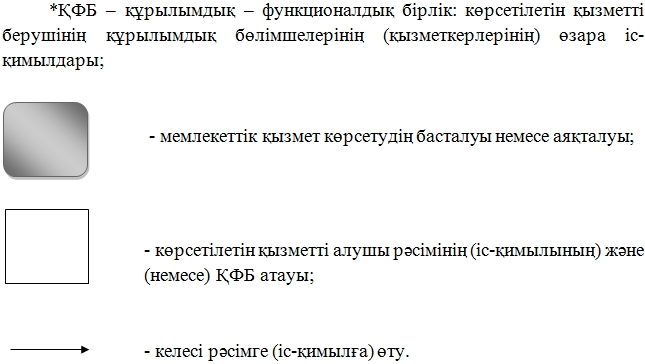 *ҚФБ – құрылымдық – функционалдық бірлік: көрсетілетін қызметті
берушінің құрылымдық бөлімшелерінің (қызметкерлерінің) өзара іс-
қимылдары;
- мемлекеттік қызмет көрсетудің басталуы немесе аяқталуы;
- көрсетілетін қызметті алушы рәсімінің (іс-қимылының) және
(немесе) ҚФБ атауы;
- келесі рәсімге (іс-қимылға) өту.